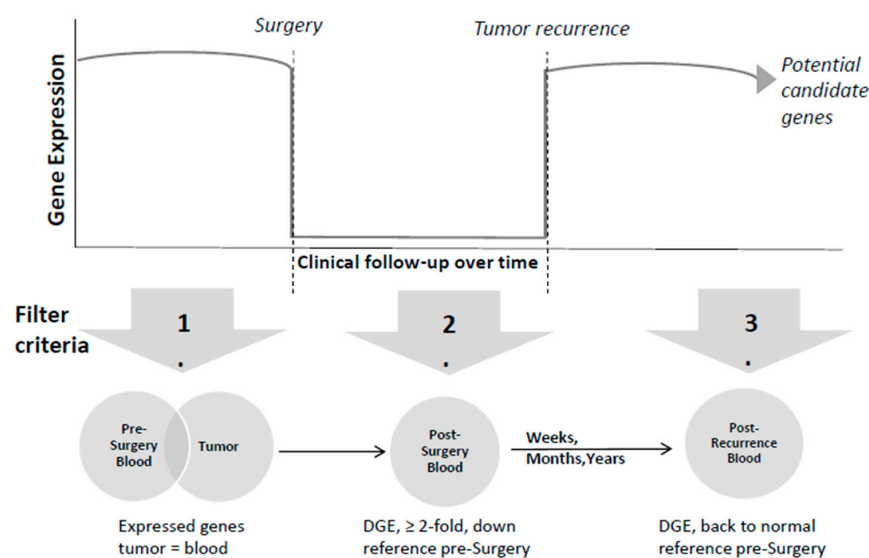 Surgery
Tumor recurrence
Gene Expression
Potential
candidate
genes
Clinical follow-up over time
Filter
criteria
1
.
2
.
3
.
Pre-
Surgery
Blood
Tumor
Post-
Surgery
Blood
Weeks,
Months,Years
Post-
Recurrence
Blood
Expressed genes
tumor = blood
DGE, ≥ 2-fold, down
reference pre-Surgery
DGE, back to normal
reference pre-Surgery